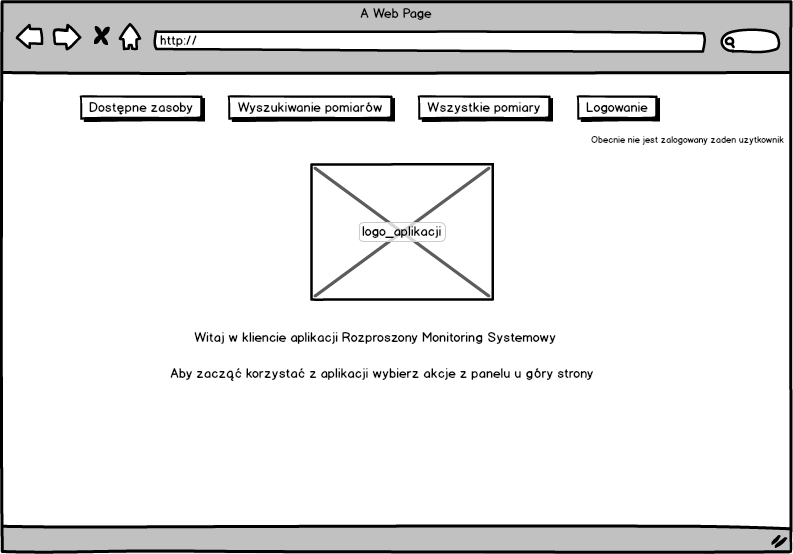 A Web Page
http://
Dostępne zasoby
Wyszukiwanie pomiarów
Wszystkie pomiary
Logowanie
Obecnie nie jest zalogowany zaden uzytkownik
logo_aplikacji
Witaj w kliencie aplikacji Rozproszony Monitoring Systemowy
Aby zacząć korzystać z aplikacji wybierz akcje z panelu u góry strony